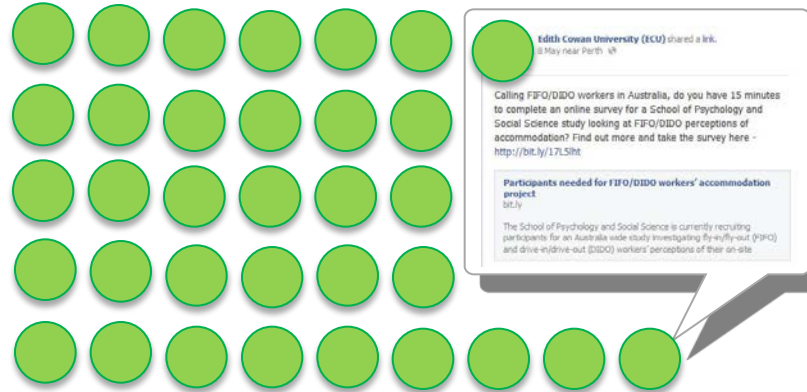 Edith Cowan University (ECU) shared a link.
8 May near Perth
Calling FIFO/DIDO workers in Australia, do you have 15 minutes
to complete an online survey for a School of Psychology and
Social Science study looking at FIFO/DIDO perceptions of
accommodation? Find out more and take the survey here -
http://bit.ly/17L5lht
Participants needed for FIFO/DIDO workers' accommodation
project
bit.ly
The School of Psychology and Social Science is currently recruiting
participants for an Australia wide study investigating fly-in/fly-out (FIFO)
and drive-in/drive-out (DIDO) workers' perceptions of their on-site